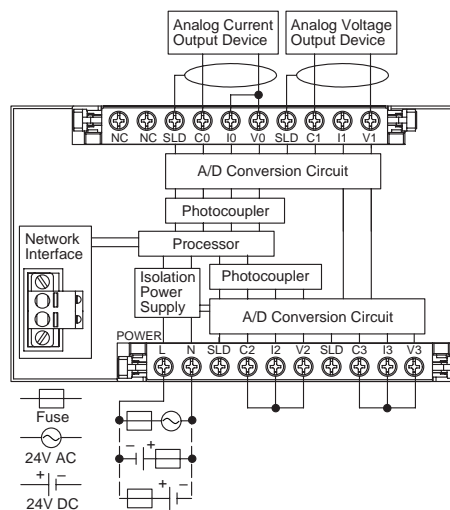 Analog Current
Output Device
Analog Voltage
Output Device
NC NC SLD C0 I0 V0 SLD C1 I1 V1
A/D Conversion Circuit
Photocoupler
Network
Interface
Processor
Isolation
Power
Supply
Photocoupler
A/D Conversion Circuit
POWER
L N SLD C2 I2 V2 SLD C3 I3 V3
Fuse
24V AC
+ −
24V DC
− +
+ −